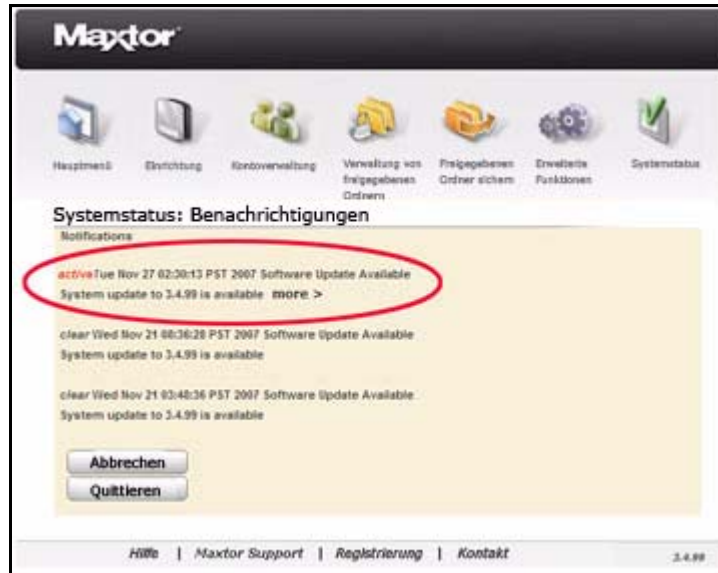 Maxtor
Hauptmenü
Einrichtung
Kontoverwaltung
Verwaltung von
freigegebenen
Ordnern
Freigegebenen
Ordner sichern
Erweiterte
Funktionen
Systemstatus
Systemstatus: Benachrichtigungen
Notifications
activeTue Nov 27 02:30:13 PST 2007 Software Update Available
System update to 3.4.99 is available more >
clear Wed Nov 21 08:36:28 PST 2007 Software Update Available
System update to 3.4.99 is available
clear Wed Nov 21 03:48:36 PST 2007 Software Update Available
System update to 3.4.99 is available
Abbrechen
Quittieren
Hilfe | Maxtor Support | Registrierung | Kontakt
3.4.99